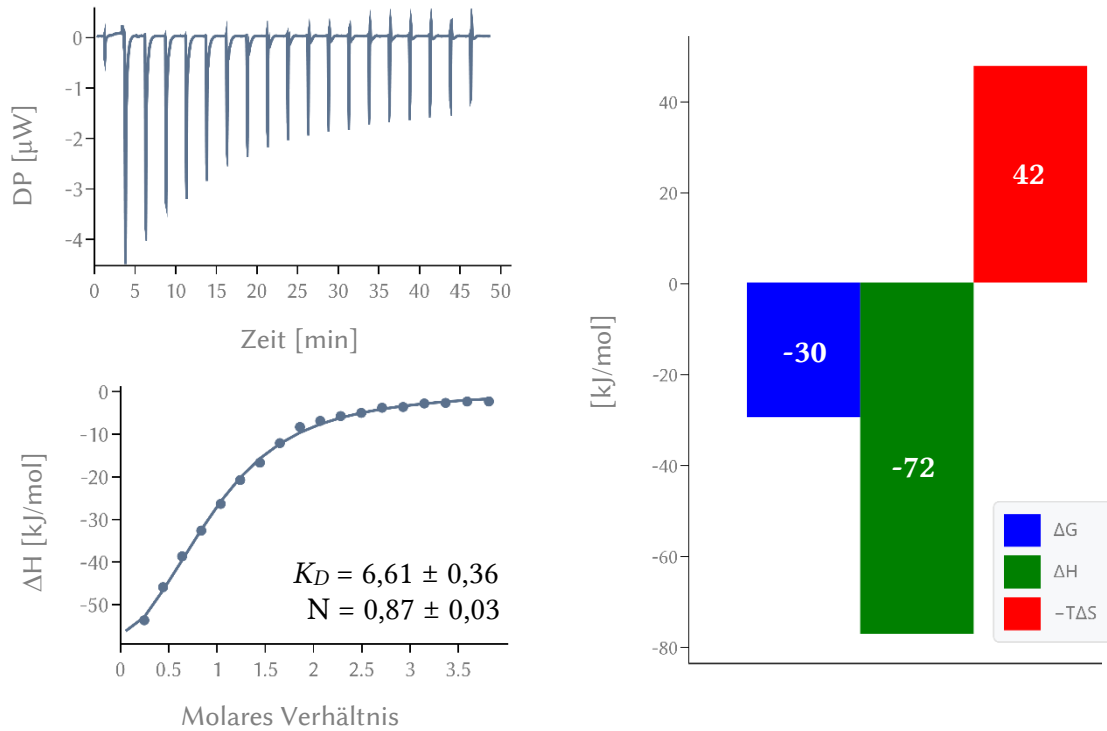 0
-1
-2
-3
-4
DP [µW]
0 5 10 15 20 25 30 35 40 45 50
Zeit [min]
0
-10
-20
-30
-40
-50
ΔH [kJ/mol]
K_D = 6,61 ± 0,36
N = 0,87 ± 0,03
0 0.5 1 1.5 2 2.5 3 3.5
Molares Verhältnis
40
20
0
-20
-40
-60
-80
[kJ/mol]
42
-30
-72
ΔG
ΔH
−TΔS